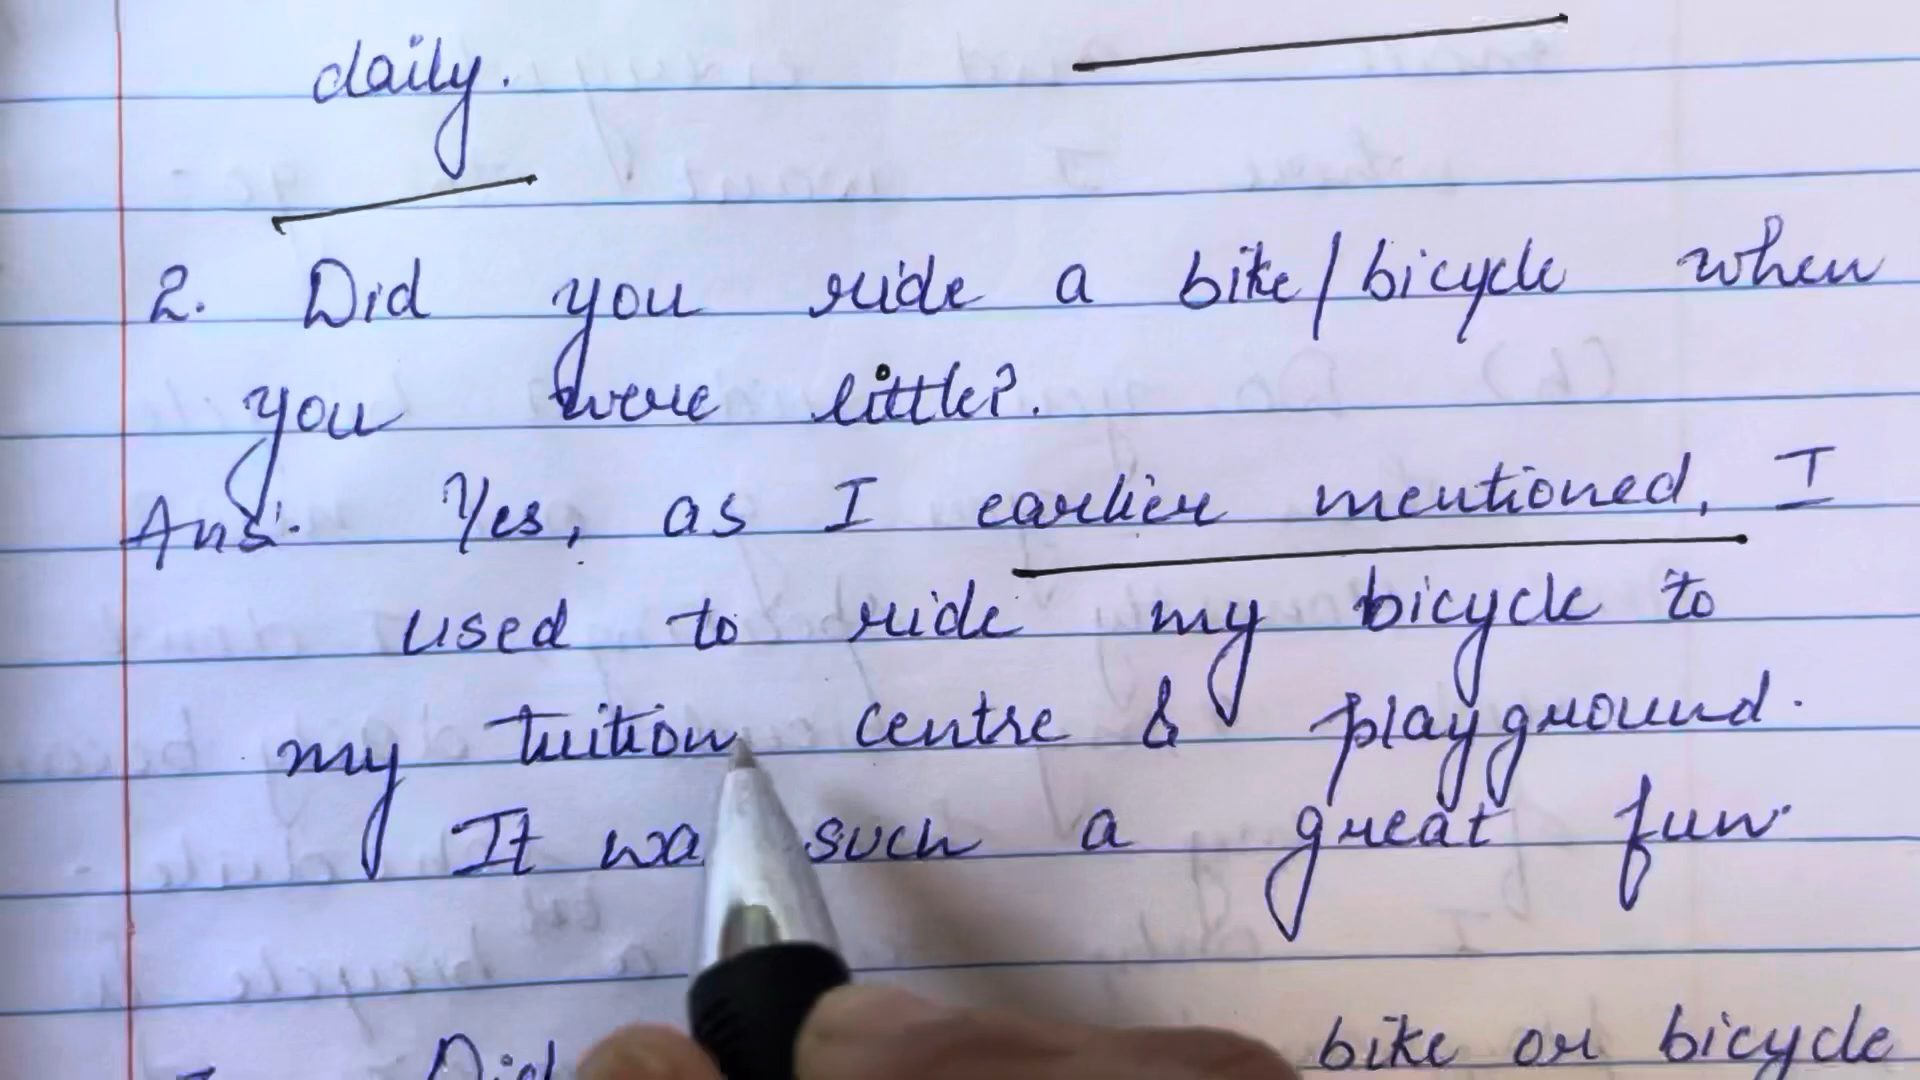 daily.
2. Did you ride a bike/bicycle when
you were little?.
Ans:. Yes, as I earlier mentioned, I
used to ride my bicycle to
my tuition centre & playground.
It wa such a great fun.
Did bike or bicycle